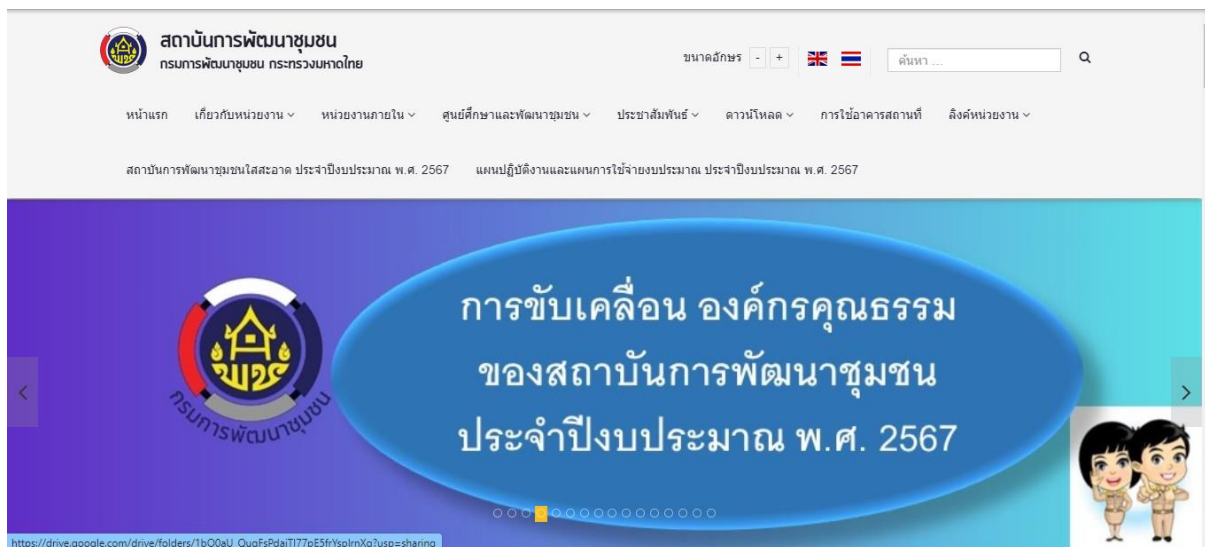 สถาบันการพัฒนาชุมชน
กรมการพัฒนาชุมชน กระทรวงมหาดไทย
ขนาดอักษร - + ค้นหา ...
หน้าแรก เกี่ยวกับหน่วยงาน หน่วยงานภายใน ศูนย์ศึกษาและพัฒนาชุมชน ประชาสัมพันธ์ ดาวน์โหลด การใช้อาคารสถานที่ ลิงค์หน่วยงาน
สถาบันการพัฒนาชุมชนใสสะอาด ประจำปีงบประมาณ พ.ศ. 2567 แผนปฏิบัติงานและแผนการใช้จ่ายงบประมาณ ประจำปีงบประมาณ พ.ศ. 2567
กรมการพัฒนาชุมชน
การขับเคลื่อน องค์กรคุณธรรม
ของสถาบันการพัฒนาชุมชน
ประจำปีงบประมาณ พ.ศ. 2567